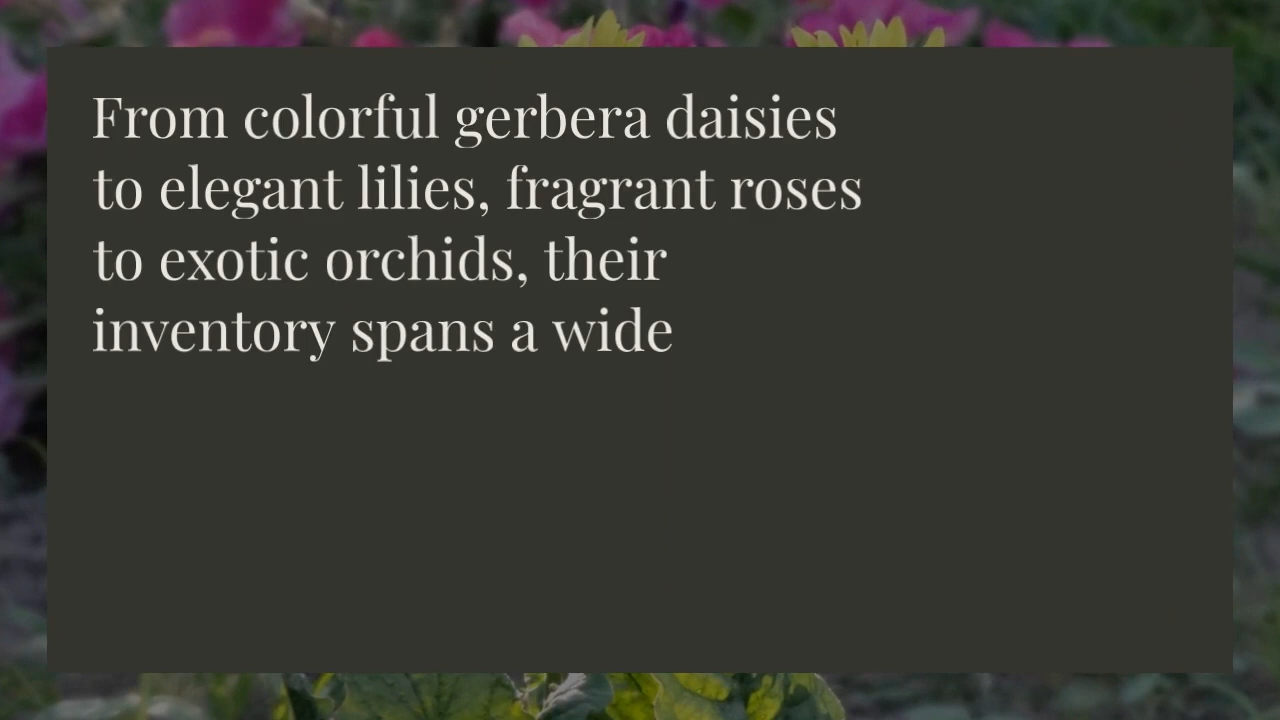 From colorful gerbera daisies
to elegant lilies, fragrant roses
to exotic orchids, their
inventory spans a wide